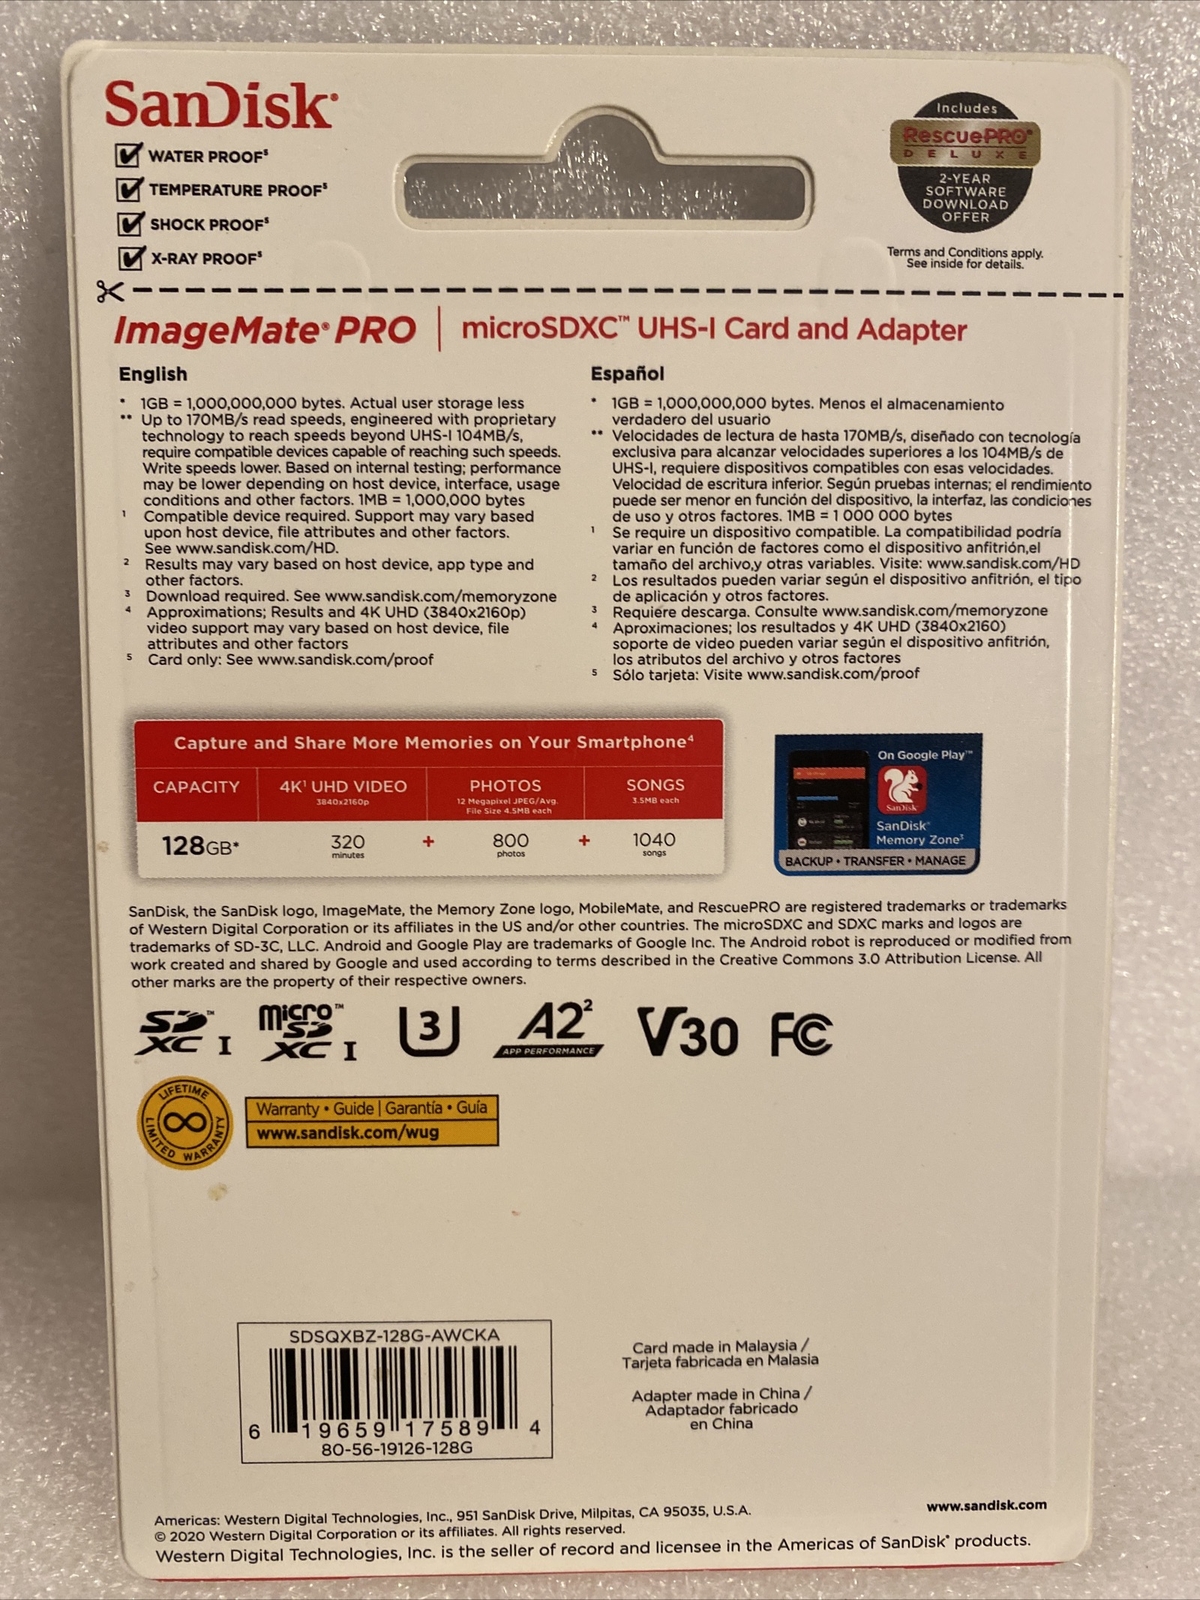 SanDisk®
WATER PROOF⁵
TEMPERATURE PROOF⁵
SHOCK PROOF⁵
X-RAY PROOF⁵
Includes
RescuePRO®
DELUXE
2-YEAR
SOFTWARE
DOWNLOAD
OFFER
Terms and Conditions apply.
See inside for details.
ImageMate® PRO | microSDXC™ UHS-I Card and Adapter
English
* 1GB = 1,000,000,000 bytes. Actual user storage less
** Up to 170MB/s read speeds, engineered with proprietary
technology to reach speeds beyond UHS-I 104MB/s,
require compatible devices capable of reaching such speeds.
Write speeds lower. Based on internal testing; performance
may be lower depending on host device, interface, usage
conditions and other factors. 1MB = 1,000,000 bytes
¹ Compatible device required. Support may vary based
upon host device, file attributes and other factors.
See www.sandisk.com/HD.
² Results may vary based on host device, app type and
other factors.
³ Download required. See www.sandisk.com/memoryzone
⁴ Approximations; Results and 4K UHD (3840x2160p)
video support may vary based on host device, file
attributes and other factors
⁵ Card only: See www.sandisk.com/proof
Español
* 1GB = 1,000,000,000 bytes. Menos el almacenamiento
verdadero del usuario
** Velocidades de lectura de hasta 170MB/s, diseñado con tecnología
exclusiva para alcanzar velocidades superiores a los 104MB/s de
UHS-I, requiere dispositivos compatibles con esas velocidades.
Velocidad de escritura inferior. Según pruebas internas; el rendimiento
puede ser menor en función del dispositivo, la interfaz, las condiciones
de uso y otros factores. 1MB = 1 000 000 bytes
¹ Se require un dispositivo compatible. La compatibilidad podría
variar en función de factores como el dispositivo anfitrión,el
tamaño del archivo,y otras variables. Visite: www.sandisk.com/HD
² Los resultados pueden variar según el dispositivo anfitrión, el tipo
de aplicación y otros factores.
³ Requiere descarga. Consulte www.sandisk.com/memoryzone
⁴ Aproximaciones; los resultados y 4K UHD (3840x2160)
soporte de video pueden variar según el dispositivo anfitrión,
los atributos del archivo y otros factores
⁵ Sólo tarjeta: Visite www.sandisk.com/proof
Capture and Share More Memories on Your Smartphone⁴
CAPACITY 4K¹ UHD VIDEO PHOTOS SONGS
3840x2160p 12 Megapixel JPEG/Avg. 3.5MB each
File Size 4.5MB each
128GB* 320 + 800 + 1040
minutes photos songs
On Google Play™
SanDisk
SanDisk®
Memory Zone³
BACKUP • TRANSFER • MANAGE
SanDisk, the SanDisk logo, ImageMate, the Memory Zone logo, MobileMate, and RescuePRO are registered trademarks or trademarks
of Western Digital Corporation or its affiliates in the US and/or other countries. The microSDXC and SDXC marks and logos are
trademarks of SD-3C, LLC. Android and Google Play are trademarks of Google Inc. The Android robot is reproduced or modified from
work created and shared by Google and used according to terms described in the Creative Commons 3.0 Attribution License. All
other marks are the property of their respective owners.
SD XC™ I micro SD XC™ I U3 A2² V30 FC
APP PERFORMANCE
LIFETIME
LIMITED WARRANTY
Warranty • Guide | Garantía • Guía
www.sandisk.com/wug
SDSQXBZ-128G-AWCKA
6 19659 17589 4
80-56-19126-128G
Card made in Malaysia /
Tarjeta fabricada en Malasia
Adapter made in China /
Adaptador fabricado
en China
www.sandisk.com
Americas: Western Digital Technologies, Inc., 951 SanDisk Drive, Milpitas, CA 95035, U.S.A.
© 2020 Western Digital Corporation or its affiliates. All rights reserved.
Western Digital Technologies, Inc. is the seller of record and licensee in the Americas of SanDisk® products.